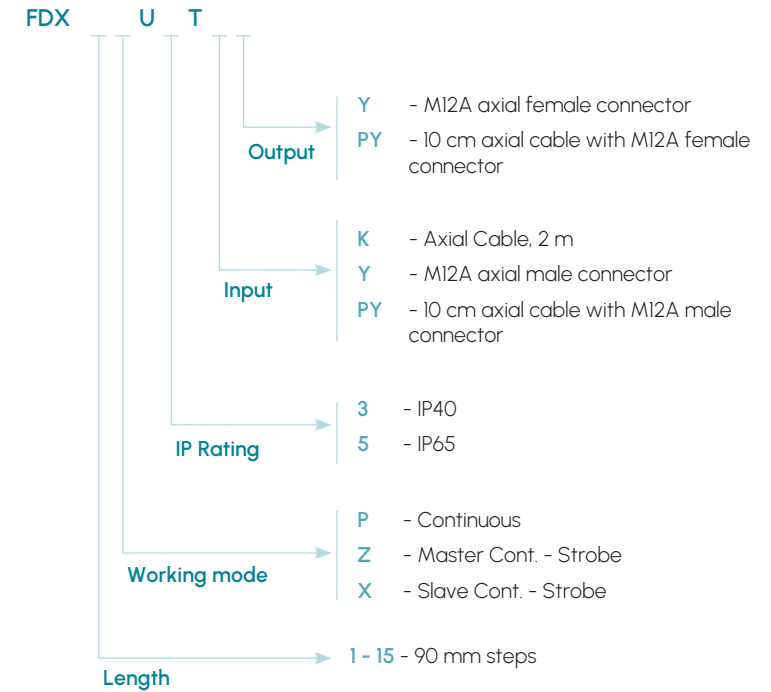 FDX U T
Y - M12A axial female connector
PY - 10 cm axial cable with M12A female
connector
Output
K - Axial Cable, 2 m
Y - M12A axial male connector
Input
PY - 10 cm axial cable with M12A male
connector
3 - IP40
5 - IP65
IP Rating
P - Continuous
Z - Master Cont. - Strobe
Working mode
X - Slave Cont. - Strobe
1 - 15 - 90 mm steps
Length